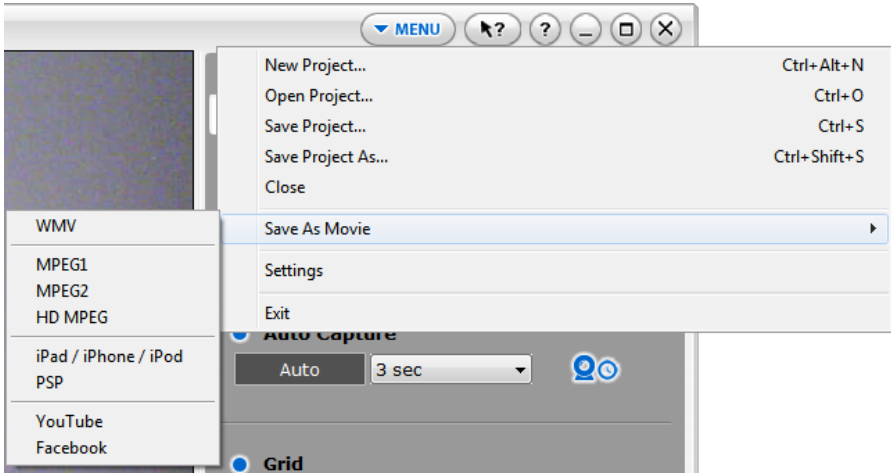 MENU ? ?
New Project... Ctrl+Alt+N
Open Project... Ctrl+O
Save Project... Ctrl+S
Save Project As... Ctrl+Shift+S
Close
Save As Movie
Settings
Exit
WMV
MPEG1
MPEG2
HD MPEG
iPad / iPhone / iPod
PSP
YouTube
Facebook
Auto Capture
Auto 3 sec
Grid